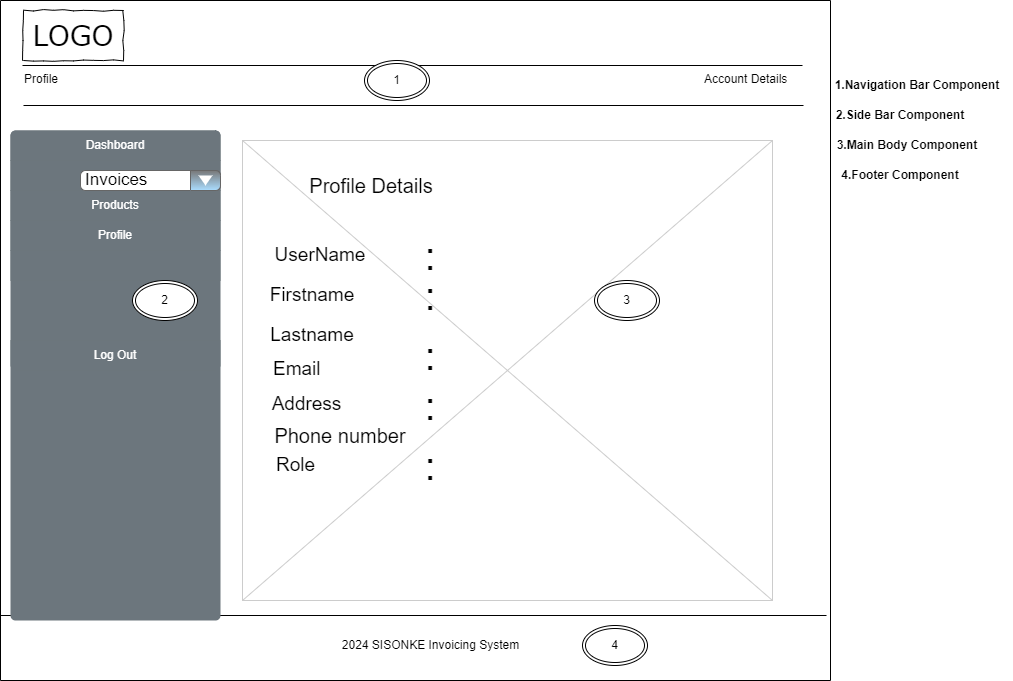 LOGO
Profile
1
Account Details
1.Navigation Bar Component
2.Side Bar Component
3.Main Body Component
4.Footer Component
Dashboard
Invoices
Products
Profile
2
Log Out
Profile Details
UserName :
Firstname :
Lastname :
Email
Address :
Phone number
Role :
3
2024 SISONKE Invoicing System
4